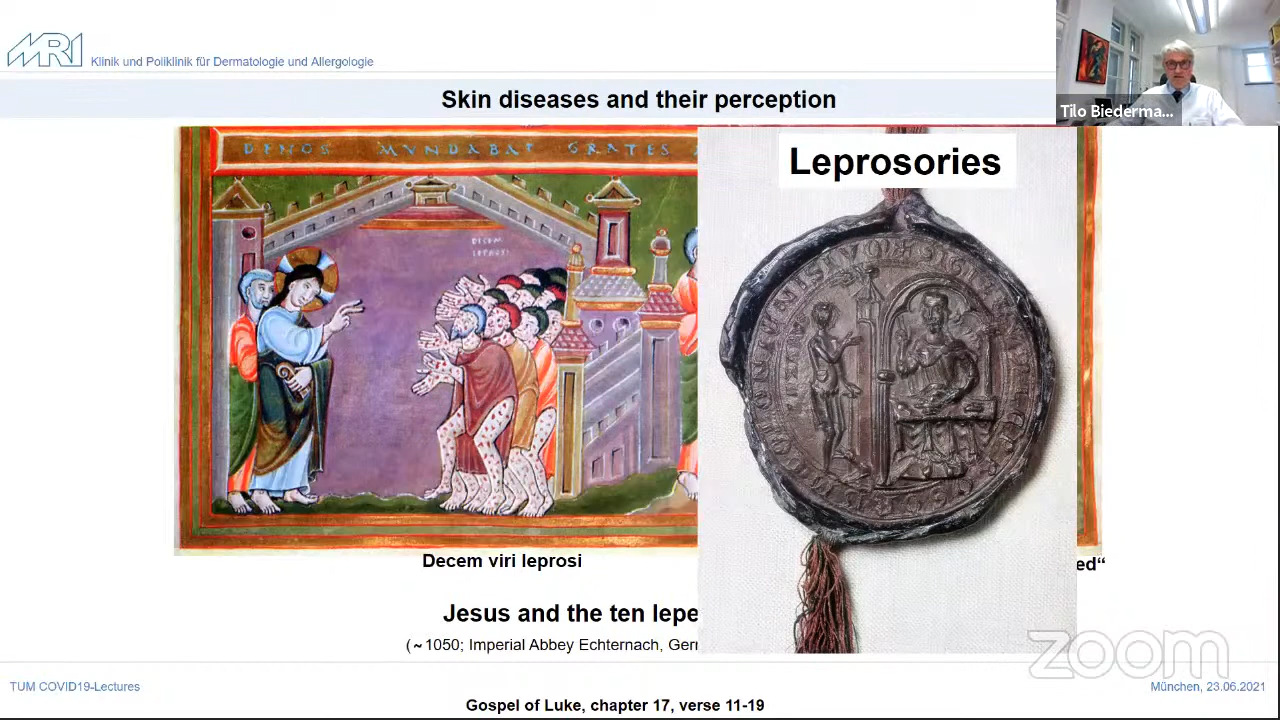 MRI Klinik und Poliklinik für Dermatologie und Allergologie
Skin diseases and their perception
Tilo Biederma...
DENOS MVNDABAT GRATES
DECEM
LEPROSI
Leprosories
Decem viri leprosi
ed“
Jesus and the ten lepe
(~1050; Imperial Abbey Echternach, Ger
zoom
TUM COVID19-Lectures
München, 23.06.2021
Gospel of Luke, chapter 17, verse 11-19